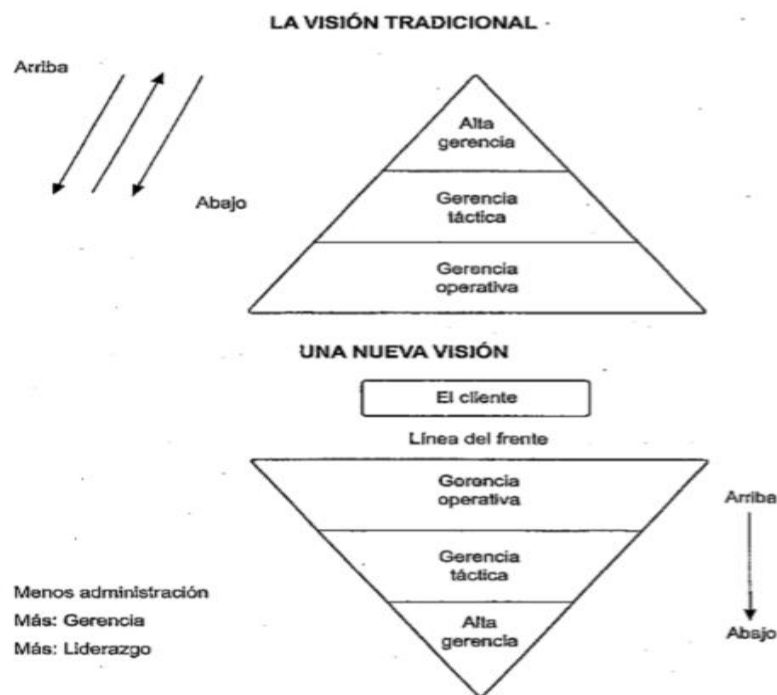 LA VISIÓN TRADICIONAL
Arriba
Abajo
Alta
gerencia
Gerencia
táctica
Gerencia
operativa
UNA NUEVA VISIÓN
El cliente
Línea del frente
Gorencia
operativa
Gerencia
táctica
Alta
gerencia
Arriba
Abajo
Menos administración
Más: Gerencia
Más: Liderazgo